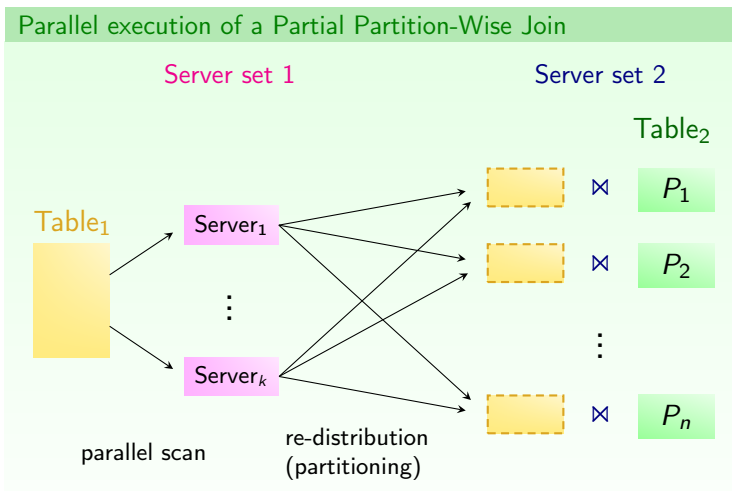 Parallel execution of a Partial Partition-Wise Join
Server set 1
Server set 2
Table₂
⋈ P₁
Table₁
Server₁
⋈ P₂
⋮
⋮
Serverₖ
⋈ Pₙ
parallel scan
re-distribution
(partitioning)